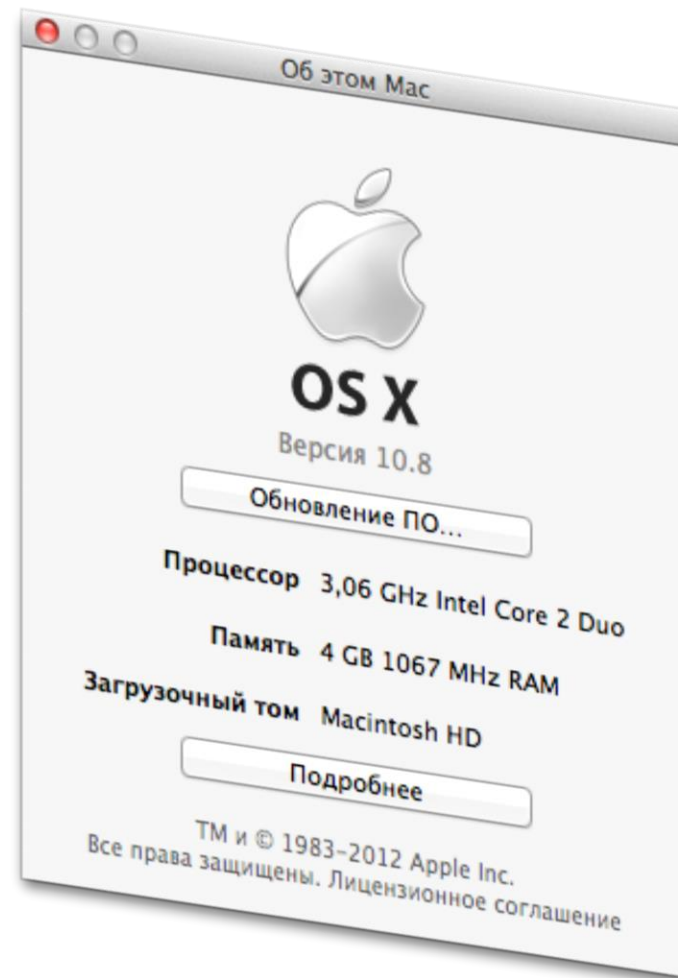 Об этом Mac
OS X
Версия 10.8
Обновление ПО...
Процессор 3,06 GHz Intel Core 2 Duo
Память 4 GB 1067 MHz RAM
Загрузочный том Macintosh HD
Подробнее
ТМ и © 1983–2012 Apple Inc.
Все права защищены. Лицензионное соглашение